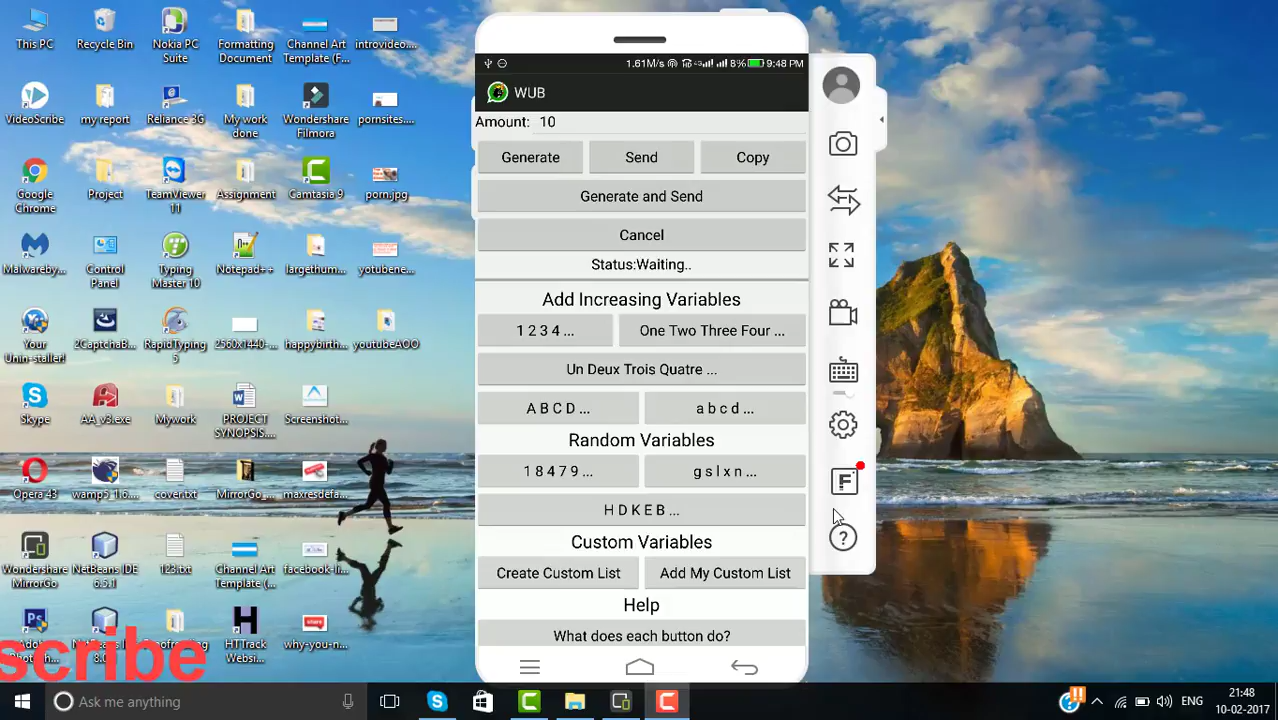 This PC
Recycle Bin
Nokia PC
Suite
Formatting
Document
Channel Art
Template (F...
introvideo....
VideoScribe
my report
Reliance 3G
My work
done
Wondershare
Filmora
pornsites....
Google
Chrome
Project
TeamViewer
11
Assignment
Camtasia 9
porn.jpg
Malwareby...
Control
Panel
Typing
Master 10
Notepad++
largethum...
yotubene...
Your
Unin-staller!
2CaptchaB...
RapidTyping
5
2560x1440-...
happybirth...
youtubeAOO
Skype
AA_v3.exe
Mywork
PROJECT
SYNOPSIS....
Screenshot...
Opera 43
wamp5_1.6...
cover.txt
MirrorGo_...
maxresdefa...
Wondershare
MirrorGo
NetBeans IDE
6.5.1
123.txt
Channel Art
Template (...
facebook-li...
HTTrack
Websi...
why-you-n...
scribe
1.61M/s
8%
9:48 PM
WUB
Amount: 10
Generate
Send
Copy
Generate and Send
Cancel
Status:Waiting..
Add Increasing Variables
1 2 3 4 ...
One Two Three Four ...
Un Deux Trois Quatre ...
A B C D ...
a b c d ...
Random Variables
1 8 4 7 9 ...
g s l x n ...
H D K E B ...
Custom Variables
Create Custom List
Add My Custom List
Help
What does each button do?
Ask me anything
ENG
21:48
10-02-2017